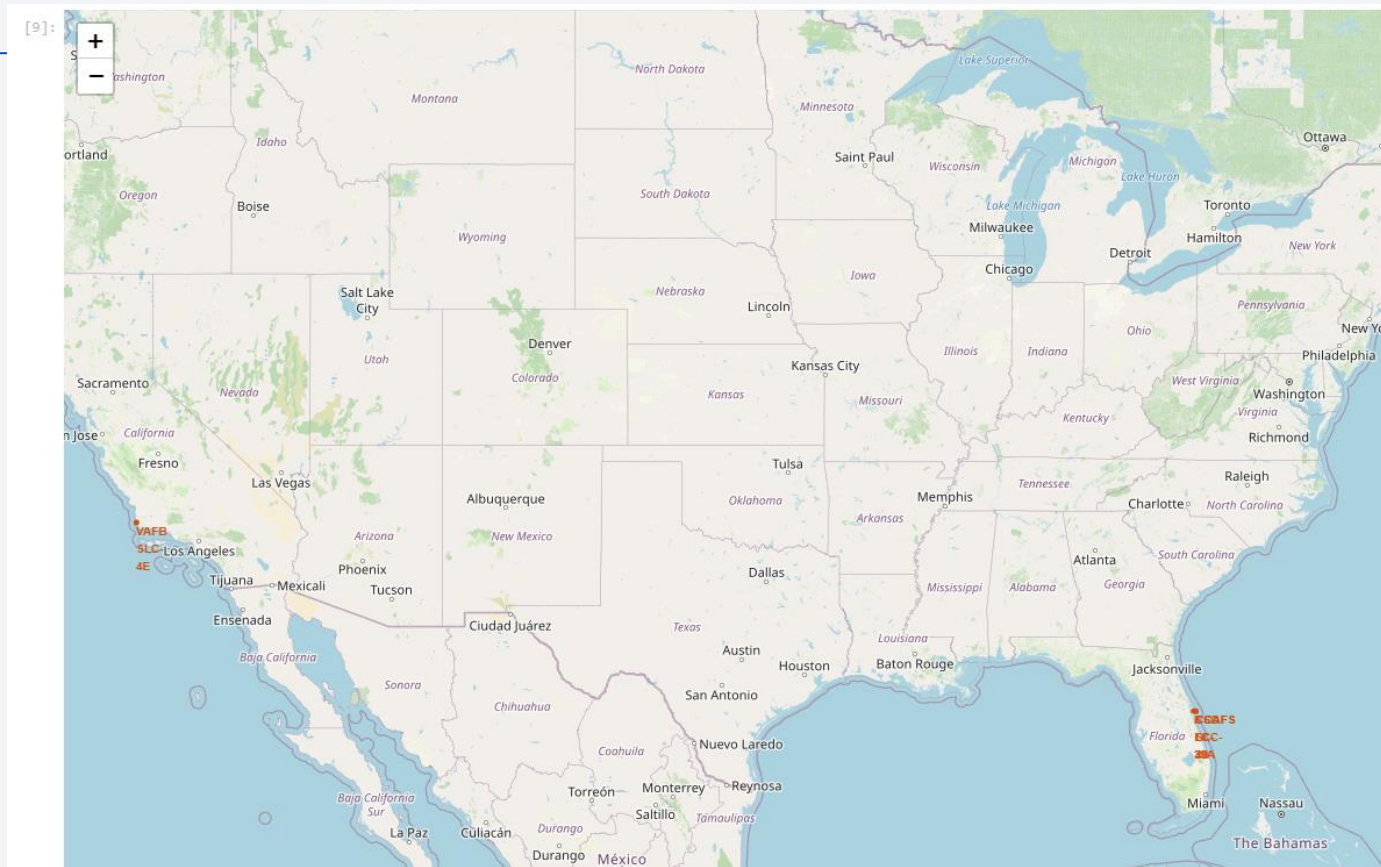 [9]:
+
−
Washington
Montana
North Dakota
Minnesota
Lake Superior
Ottawa
Idaho
Saint Paul
Wisconsin
Michigan
Lake Huron
Oregon
Boise
South Dakota
Lake Michigan
Toronto
Wyoming
Milwaukee
Hamilton
New York
Detroit
Chicago
Iowa
Salt Lake
City
Nebraska
Lincoln
Pennsylvania
Denver
Utah
Illinois
Indiana
Ohio
Philadelphia
Kansas City
Sacramento
Nevada
Colorado
Kansas
Missouri
West Virginia
Washington
Kentucky
Virginia
California
Richmond
Fresno
Las Vegas
Tulsa
Raleigh
Albuquerque
Oklahoma
Memphis
Tennessee
Charlotte
North Carolina
VAFB
SLC-
4E
Los Angeles
Arizona
New Mexico
Arkansas
South Carolina
Phoenix
Tijuana
Mexicali
Tucson
Dallas
Mississippi
Alabama
Atlanta
Georgia
Ensenada
Ciudad Juárez
Texas
Louisiana
Baja California
Austin
Houston
Baton Rouge
Jacksonville
Sonora
San Antonio
Chihuahua
Florida
Coahuila
Nuevo Laredo
Torreón
Monterrey
Reynosa
Miami
Nassau
Baja California
Sur
Saltillo
Tamaulipas
La Paz
Culiacán
Durango
The Bahamas
Durango
México